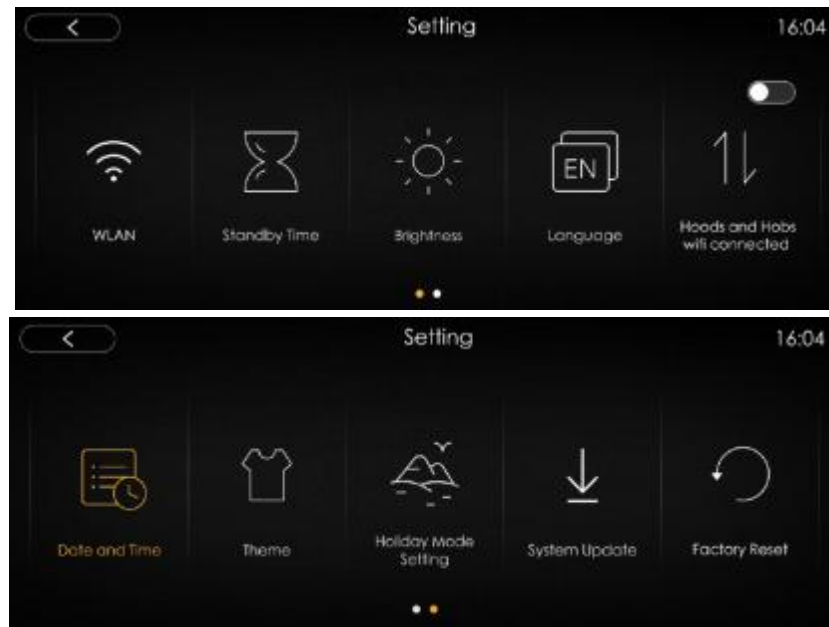 Setting
16:04
EN
WLAN
Standby Time
Brightness
Language
Hoods and Hobs
wifi connected
Setting
16:04
Date and Time
Theme
Holiday Mode
Setting
System Update
Factory Reset